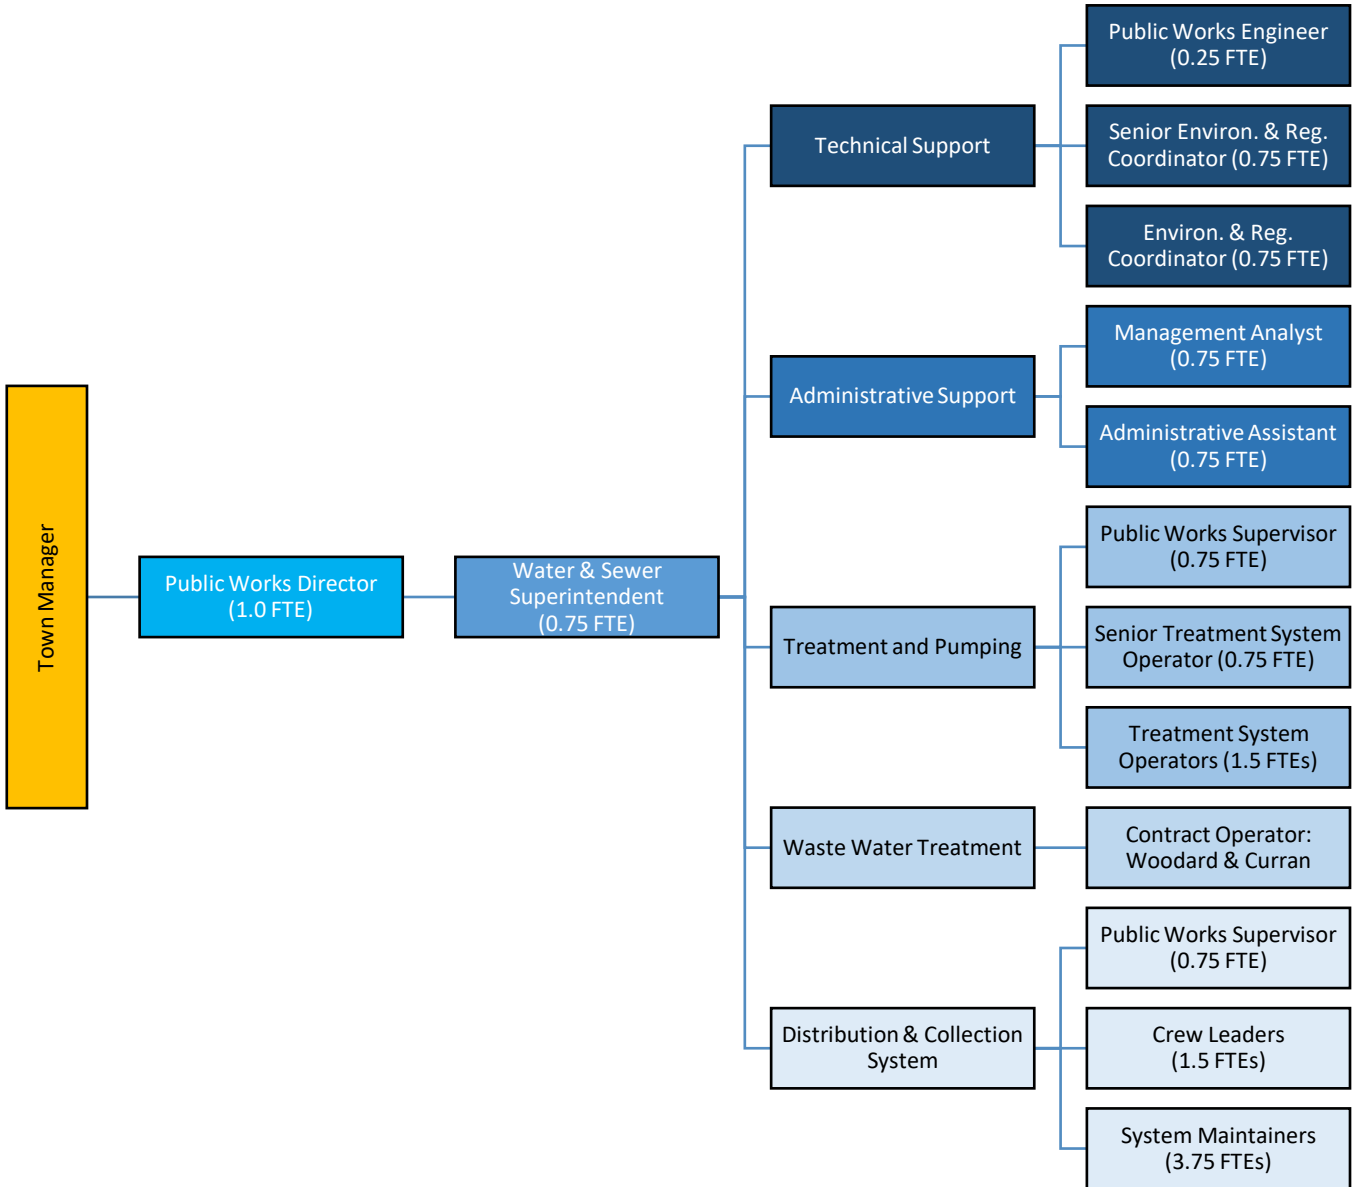 Town Manager
Public Works Director
(1.0 FTE)
Water & Sewer
Superintendent
(0.75 FTE)
Technical Support
Public Works Engineer
(0.25 FTE)
Senior Environ. & Reg.
Coordinator (0.75 FTE)
Environ. & Reg.
Coordinator (0.75 FTE)
Administrative Support
Management Analyst
(0.75 FTE)
Administrative Assistant
(0.75 FTE)
Treatment and Pumping
Public Works Supervisor
(0.75 FTE)
Senior Treatment System
Operator (0.75 FTE)
Treatment System
Operators (1.5 FTEs)
Waste Water Treatment
Contract Operator:
Woodard & Curran
Distribution & Collection
System
Public Works Supervisor
(0.75 FTE)
Crew Leaders
(1.5 FTEs)
System Maintainers
(3.75 FTEs)